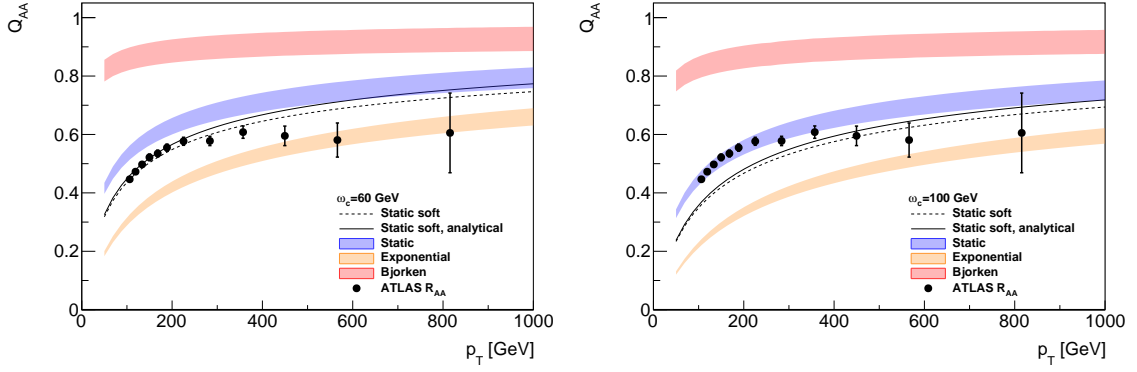 Q_AA
1
0.8
0.6
0.4
0.2
0
0 200 400 600 800 1000
p_T [GeV]
ω_c=60 GeV
Static soft
Static soft, analytical
Static
Exponential
Bjorken
ATLAS R_AA
Q_AA
1
0.8
0.6
0.4
0.2
0
0 200 400 600 800 1000
p_T [GeV]
ω_c=100 GeV
Static soft
Static soft, analytical
Static
Exponential
Bjorken
ATLAS R_AA